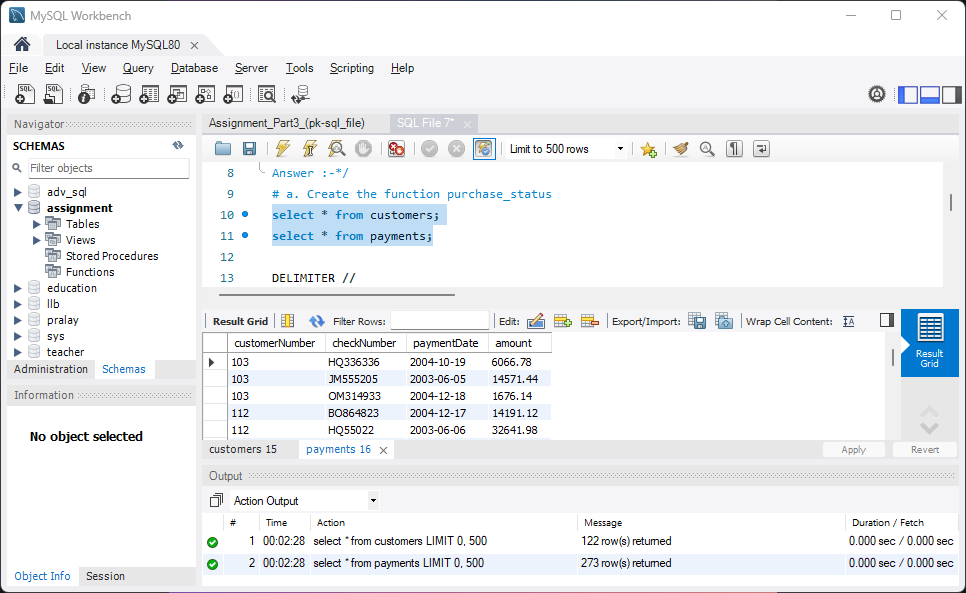 MySQL Workbench
Local instance MySQL80
File Edit View Query Database Server Tools Scripting Help
SQL SQL
Navigator
SCHEMAS
Filter objects
adv_sql
assignment
Tables
Views
Stored Procedures
Functions
education
llb
pralay
sys
teacher
Administration Schemas
Information
No object selected
Object Info Session
Assignment_Part3_(pk-sql_file) SQL File 7*
Limit to 500 rows
8 Answer :-*/
9 # a. Create the function purchase_status
10 select * from customers;
11 select * from payments;
12
13 DELIMITER //
Result Grid Filter Rows: Edit: Export/Import: Wrap Cell Content: IA
customerNumber checkNumber paymentDate amount
103 HQ336336 2004-10-19 6066.78
103 JM555205 2003-06-05 14571.44
103 OM314933 2004-12-18 1676.14
112 BO864823 2004-12-17 14191.12
112 HQ55022 2003-06-06 32641.98
Result
Grid
customers 15 payments 16 Apply Revert
Output
Action Output
# Time Action Message Duration / Fetch
1 00:02:28 select * from customers LIMIT 0, 500 122 row(s) returned 0.000 sec / 0.000 sec
2 00:02:28 select * from payments LIMIT 0, 500 273 row(s) returned 0.000 sec / 0.000 sec